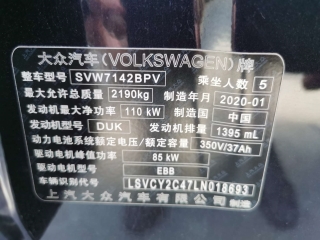 大众汽车(VOLKSWAGEN)牌
整车型号 SVW7142BPV 乘坐人数 5
最大允许总质量 2190kg 制造年月 2020-01
发动机最大净功率 110 kW 制造国 中国
发动机型号 DUK 发动机排量 1395 mL
动力电池系统额定电压/额定容量 350V/37Ah
驱动电机峰值功率 85 kW
驱动电机型号 EBB
车辆识别代号 LSVCY2C47LN018693
上汽大众汽车有限公司 制造